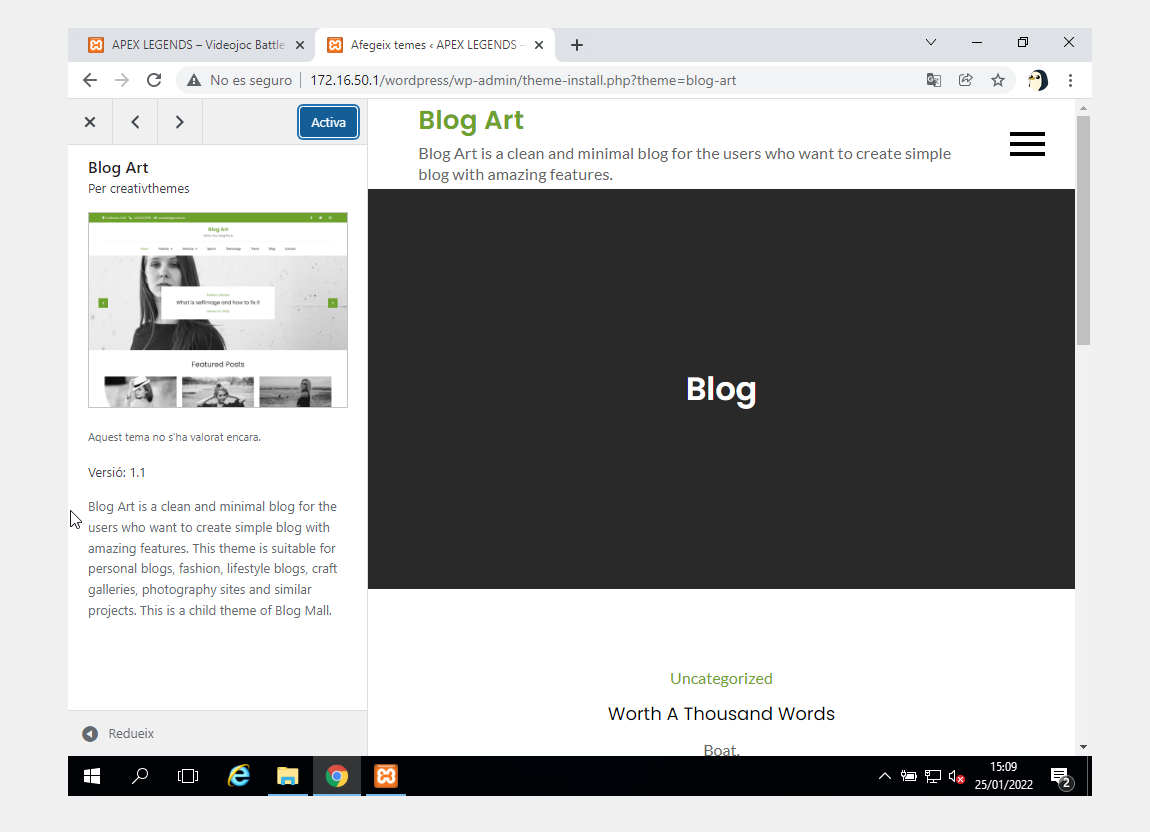 APEX LEGENDS – Videojoc Battle
Afegeix temes ‹ APEX LEGENDS –
No es seguro
172.16.50.1/wordpress/wp-admin/theme-install.php?theme=blog-art
Activa
Blog Art
Per creativthemes
Blog Art
What is selfimage and how to fix it
Featured Posts
Aquest tema no s'ha valorat encara.
Versió: 1.1
Blog Art is a clean and minimal blog for the
users who want to create simple blog with
amazing features. This theme is suitable for
personal blogs, fashion, lifestyle blogs, craft
galleries, photography sites and similar
projects. This is a child theme of Blog Mall.
Redueix
Blog Art
Blog Art is a clean and minimal blog for the users who want to create simple
blog with amazing features.
Blog
Uncategorized
Worth A Thousand Words
Boat.
15:09
25/01/2022
2